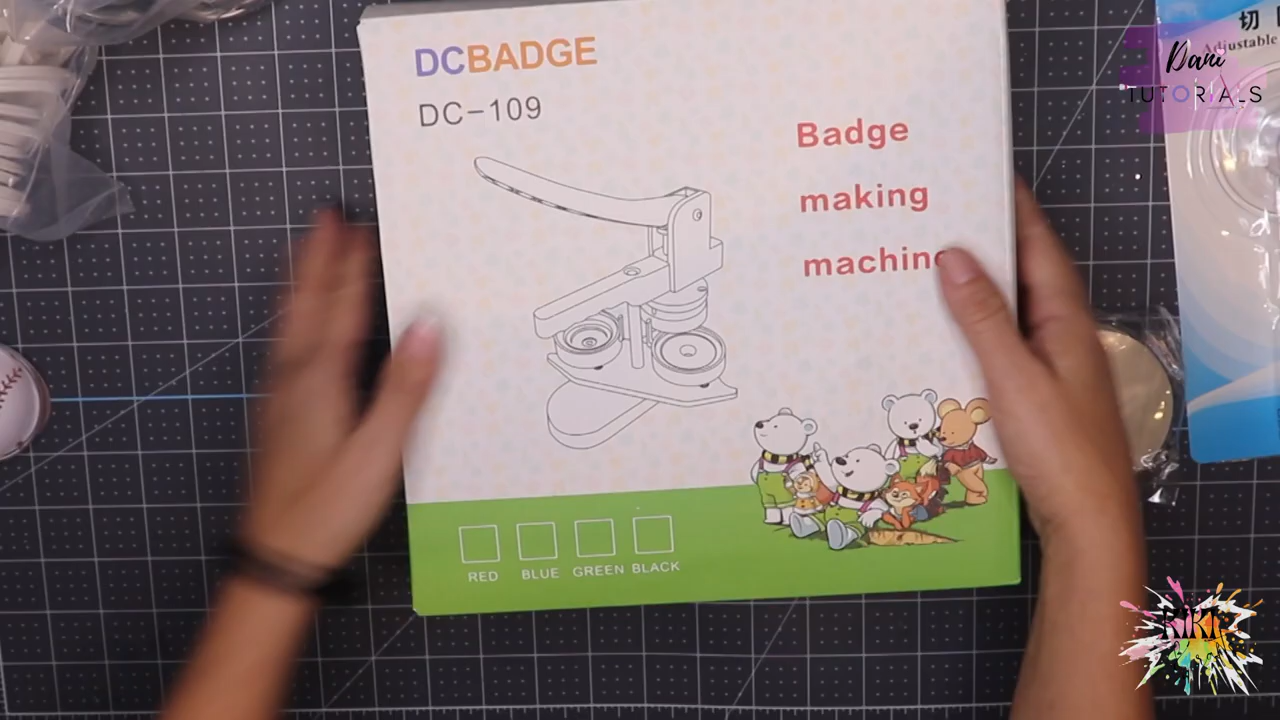 DCBADGE
DC-109
Badge
making
machine
RED BLUE GREEN BLACK
切
Adjustable
Dani
TUTORIALS